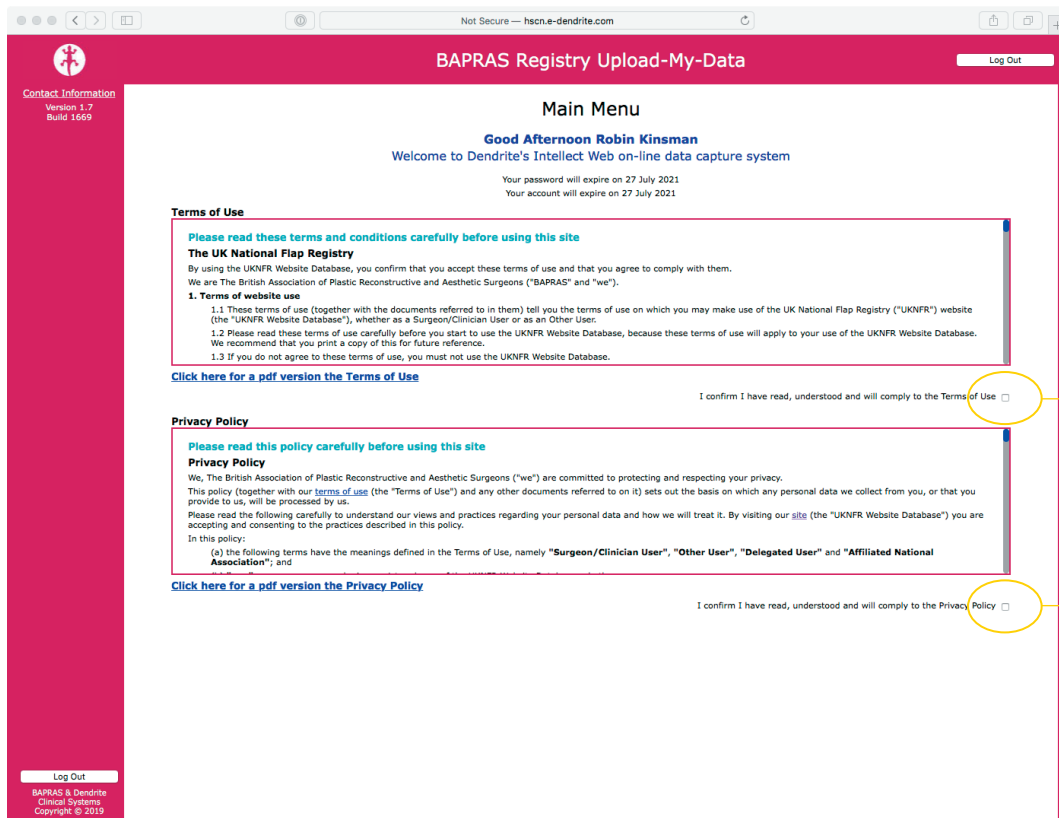 Not Secure — hscn.e-dendrite.com
BAPRAS Registry Upload-My-Data
Log Out
Contact Information
Version 1.7
Build 1669
Main Menu
Good Afternoon Robin Kinsman
Welcome to Dendrite's Intellect Web on-line data capture system
Your password will expire on 27 July 2021
Your account will expire on 27 July 2021
Terms of Use
Please read these terms and conditions carefully before using this site
The UK National Flap Registry
By using the UKNFR Website Database, you confirm that you accept these terms of use and that you agree to comply with them.
We are The British Association of Plastic Reconstructive and Aesthetic Surgeons ("BAPRAS" and "we").
1. Terms of website use
1.1 These terms of use (together with the documents referred to in them) tell you the terms of use on which you may make use of the UK National Flap Registry ("UKNFR") website
(the "UKNFR Website Database"), whether as a Surgeon/Clinician User or as an Other User.
1.2 Please read these terms of use carefully before you start to use the UKNFR Website Database, because these terms of use will apply to your use of the UKNFR Website Database.
We recommend that you print a copy of this for future reference.
1.3 If you do not agree to these terms of use, you must not use the UKNFR Website Database.
Click here for a pdf version the Terms of Use
I confirm I have read, understood and will comply to the Terms of Use
Privacy Policy
Please read this policy carefully before using this site
Privacy Policy
We, The British Association of Plastic Reconstructive and Aesthetic Surgeons ("we") are committed to protecting and respecting your privacy.
This policy (together with our terms of use (the "Terms of Use") and any other documents referred to on it) sets out the basis on which any personal data we collect from you, or that you
provide to us, will be processed by us.
Please read the following carefully to understand our views and practices regarding your personal data and how we will treat it. By visiting our site (the "UKNFR Website Database") you are
accepting and consenting to the practices described in this policy.
In this policy:
(a) the following terms have the meanings defined in the Terms of Use, namely "Surgeon/Clinician User", "Other User", "Delegated User" and "Affiliated National
Association"; and
Click here for a pdf version the Privacy Policy
I confirm I have read, understood and will comply to the Privacy Policy
Log Out
BAPRAS & Dendrite
Clinical Systems
Copyright © 2019